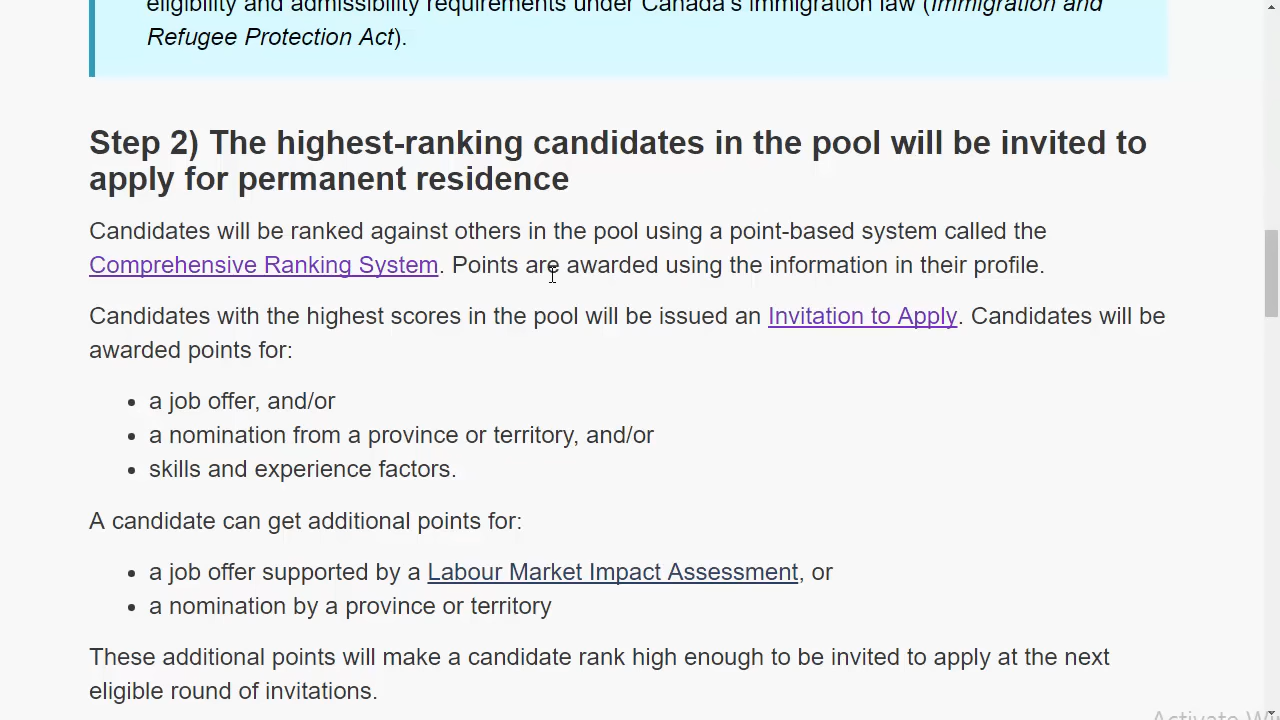 eligibility and admissibility requirements under Canada's immigration law (Immigration and
Refugee Protection Act).
Step 2) The highest-ranking candidates in the pool will be invited to
apply for permanent residence
Candidates will be ranked against others in the pool using a point-based system called the
Comprehensive Ranking System. Points are awarded using the information in their profile.
Candidates with the highest scores in the pool will be issued an Invitation to Apply. Candidates will be
awarded points for:
• a job offer, and/or
• a nomination from a province or territory, and/or
• skills and experience factors.
A candidate can get additional points for:
• a job offer supported by a Labour Market Impact Assessment, or
• a nomination by a province or territory
These additional points will make a candidate rank high enough to be invited to apply at the next
eligible round of invitations.
Activate Wi